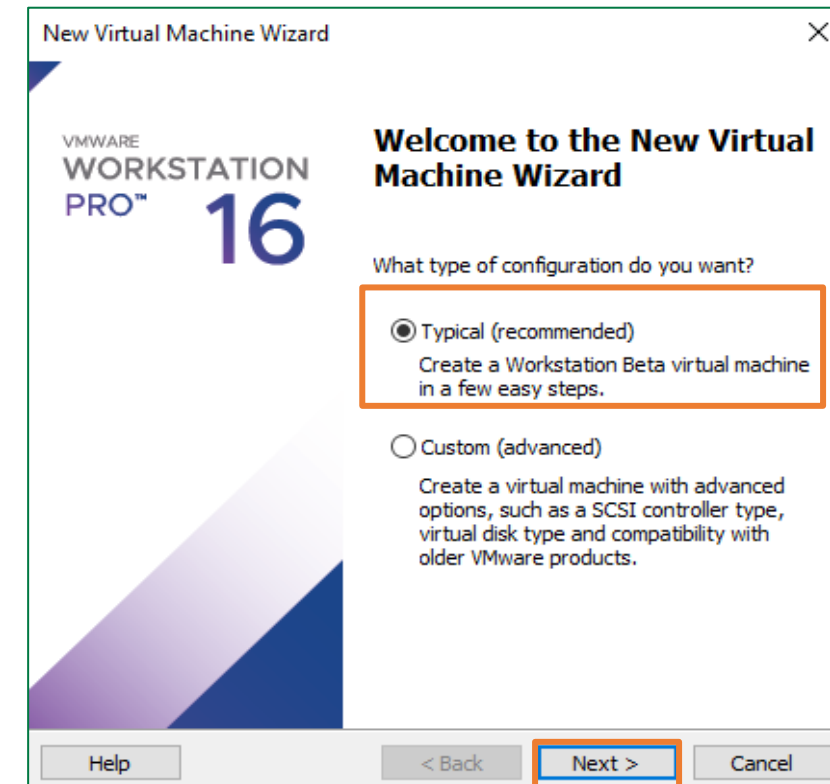 New Virtual Machine Wizard
VMWARE
WORKSTATION
PRO™
16
Welcome to the New Virtual
Machine Wizard
What type of configuration do you want?
Typical (recommended)
Create a Workstation Beta virtual machine
in a few easy steps.
Custom (advanced)
Create a virtual machine with advanced
options, such as a SCSI controller type,
virtual disk type and compatibility with
older VMware products.
Help
< Back
Next >
Cancel